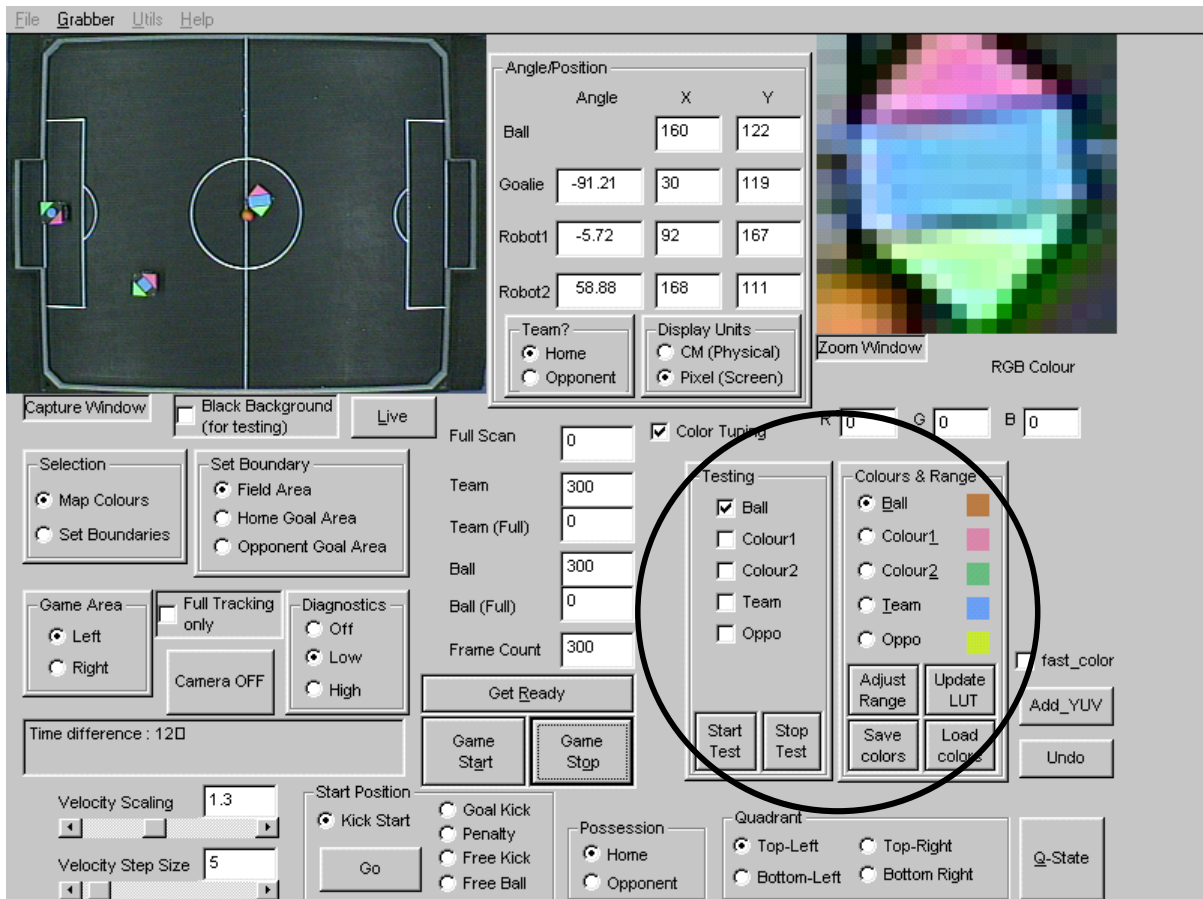 File Grabber Utils Help
Angle/Position
Angle X Y
Ball 160 122
Goalie -91.21 30 119
Robot1 -5.72 92 167
Robot2 58.88 168 111
Team?
Home
Opponent
Display Units
CM (Physical)
Pixel (Screen)
Zoom Window
RGB Colour
R 0 G 0 B 0
Capture Window
Black Background
(for testing)
Live
Selection
Map Colours
Set Boundaries
Set Boundary
Field Area
Home Goal Area
Opponent Goal Area
Full Scan 0
Team 300
Team (Full) 0
Ball 300
Ball (Full) 0
Frame Count 300
Color Tuning
Testing
Ball
Colour1
Colour2
Team
Oppo
Start
Test
Stop
Test
Colours & Range
Ball
Colour1
Colour2
Team
Oppo
Adjust
Range
Update
LUT
Save
colors
Load
colors
fast_color
Add_YUV
Undo
Game Area
Left
Right
Full Tracking
only
Camera OFF
Diagnostics
Off
Low
High
Get Ready
Game
Start
Game
Stop
Time difference : 12
Velocity Scaling 1.3
Velocity Step Size 5
Start Position
Kick Start
Go
Goal Kick
Penalty
Free Kick
Free Ball
Possession
Home
Opponent
Quadrant
Top-Left
Top-Right
Bottom-Left
Bottom Right
Q-State